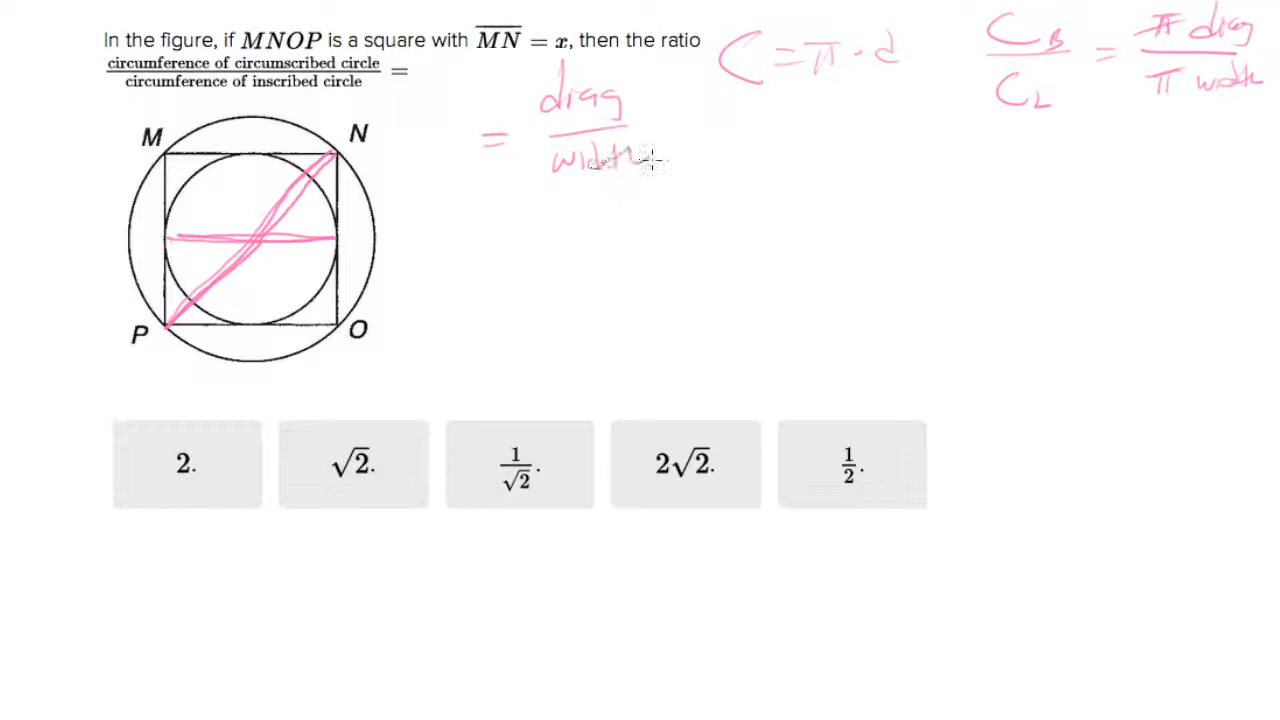 In the figure, if MNOP is a square with MN = x, then the ratio
circumference of circumscribed circle / circumference of inscribed circle =
C = π · d
C_B / C_L = π diag / π width
= diag / width
M
N
P
O
2.
√2.
1/√2.
2√2.
1/2.